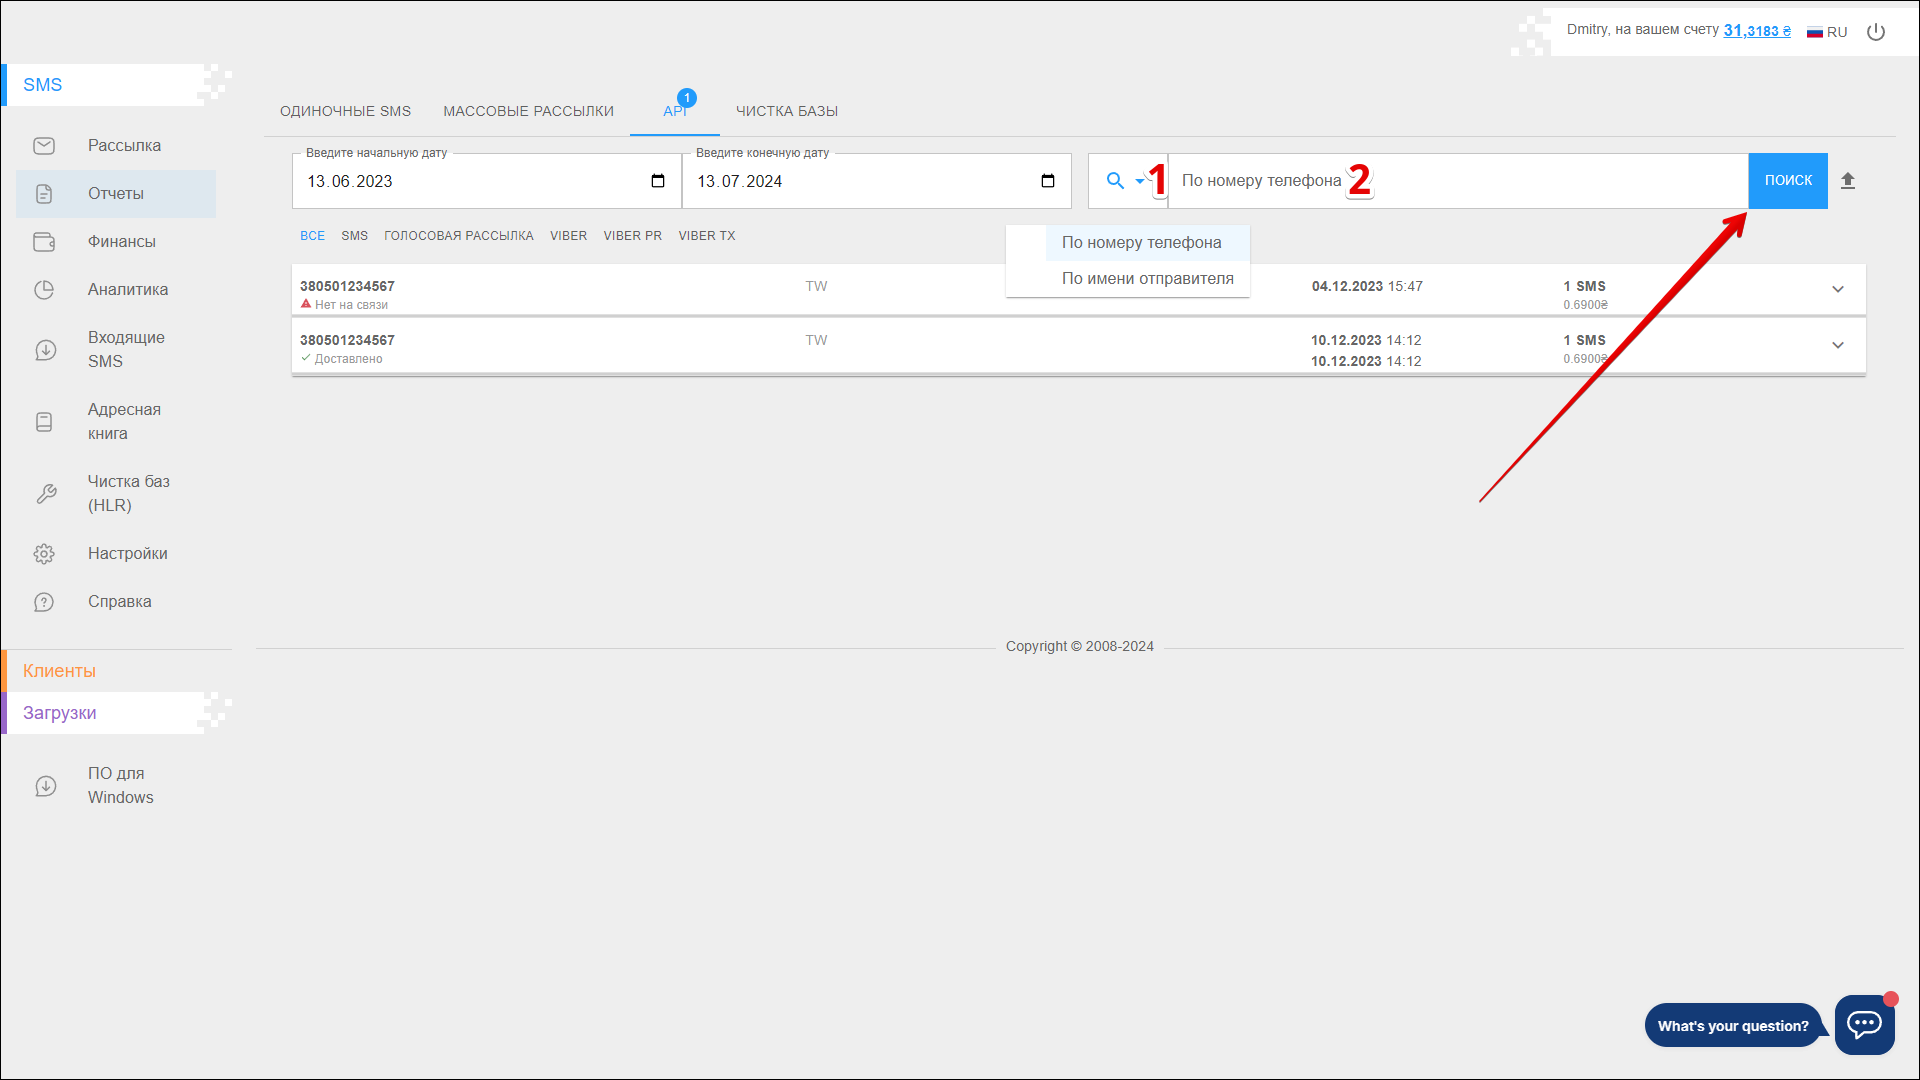 Dmitry, на вашем счету 31,3183 ₴
RU
SMS
Рассылка
Отчеты
Финансы
Аналитика
Входящие
SMS
Адресная
книга
Чистка баз
(HLR)
Настройки
Справка
Клиенты
Загрузки
ПО для
Windows
ОДИНОЧНЫЕ SMS
МАССОВЫЕ РАССЫЛКИ
API
1
ЧИСТКА БАЗЫ
Введите начальную дату
13.06.2023
Введите конечную дату
13.07.2024
1
По номеру телефона
2
ПОИСК
ВСЕ
SMS
ГОЛОСОВАЯ РАССЫЛКА
VIBER
VIBER PR
VIBER TX
По номеру телефона
По имени отправителя
380501234567
Нет на связи
TW
04.12.2023 15:47
1 SMS
0.6900₴
380501234567
Доставлено
TW
10.12.2023 14:12
10.12.2023 14:12
1 SMS
0.6900₴
Copyright © 2008-2024
What's your question?